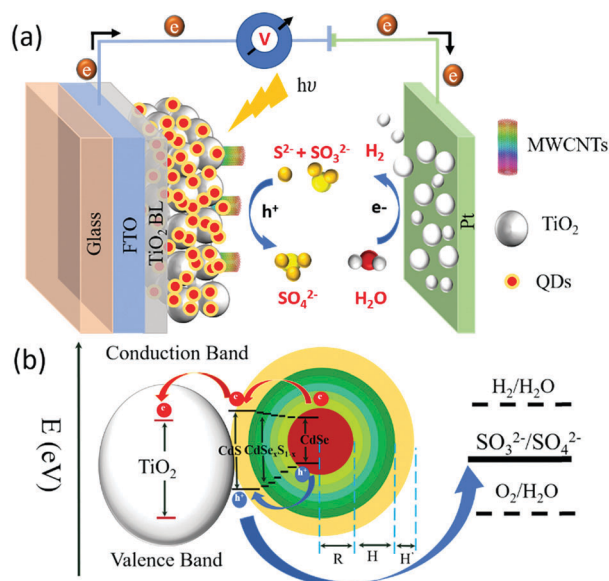 (a)
e
e
e
e
V
hυ
S²⁻ + SO₃²⁻
H₂
h⁺
e-
SO₄²⁻
H₂O
Glass
FTO
TiO₂ BL
Pt
MWCNTs
TiO₂
QDs
(b)
E (eV)
Conduction Band
e
e
e
TiO₂
CdS
CdSeₓS₁₋ₓ
CdSe
h⁺
h⁺
Valence Band
R
H
H'
H₂/H₂O
SO₃²⁻/SO₄²⁻
O₂/H₂O